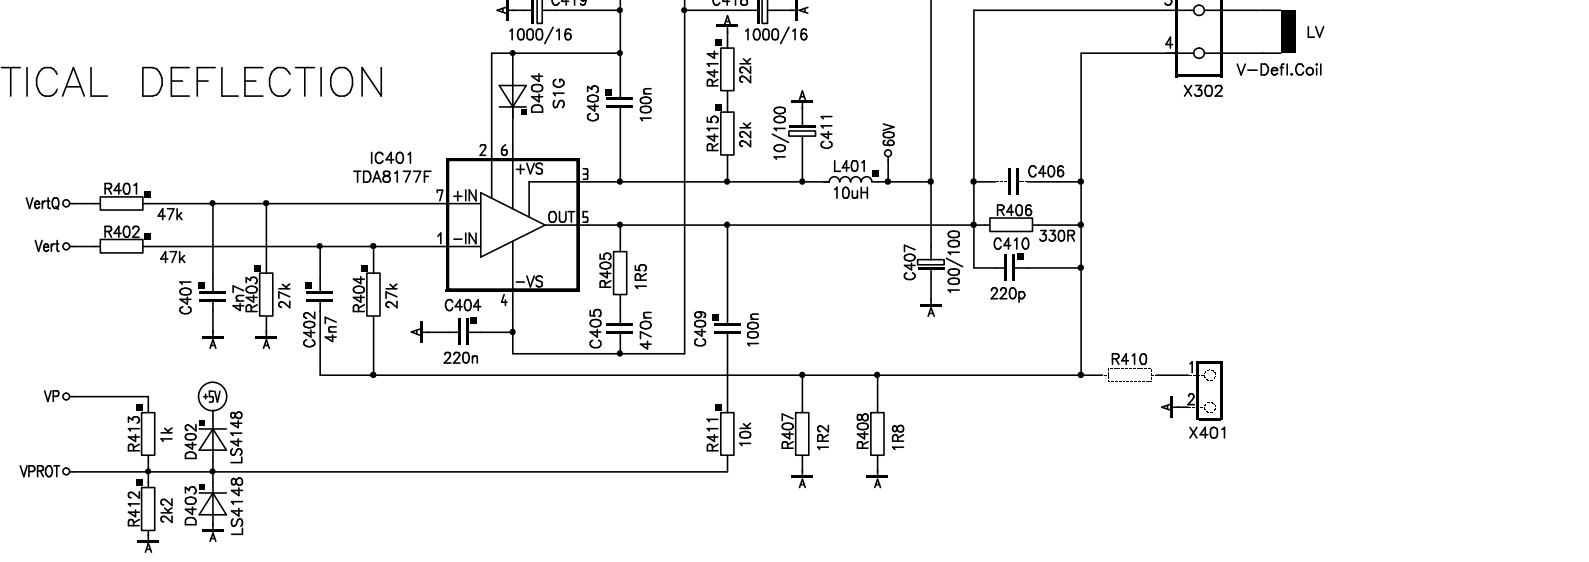 C419
1000/16
C418
1000/16
3
4
LV
V-Defl.Coil
X302
TICAL DEFLECTION
D404
S1G
C403
100n
R414
22k
R415
22k
A
A
A
A
10/100
C411
60V
L401
10uH
IC401
TDA8177F
2 6
+VS
3
7
+IN
OUT
5
1
-IN
-VS
4
VertQ
R401
47k
Vert
R402
47k
C401
4n7
R403
27k
C402
4n7
R404
27k
A
A
C404
220n
A
R405
1R5
C405
470n
C409
100n
C407
100/100
A
C406
R406
330R
C410
220p
R410
1
2
A
X401
VP
+5V
R413
1k
D402
LS4148
R411
10k
R407
1R2
R408
1R8
A
A
VPROT
R412
2k2
D403
LS4148
A
A